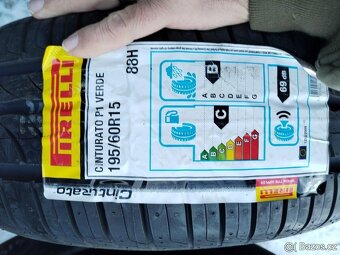 PIRELLI
CINTURATO P1 VERDE
195/60R15
88H
B
A B C D E F G
C
A
B
C
D
E
F
G
69 dB
Cinturato
PIRELLI
© Bazos.cz